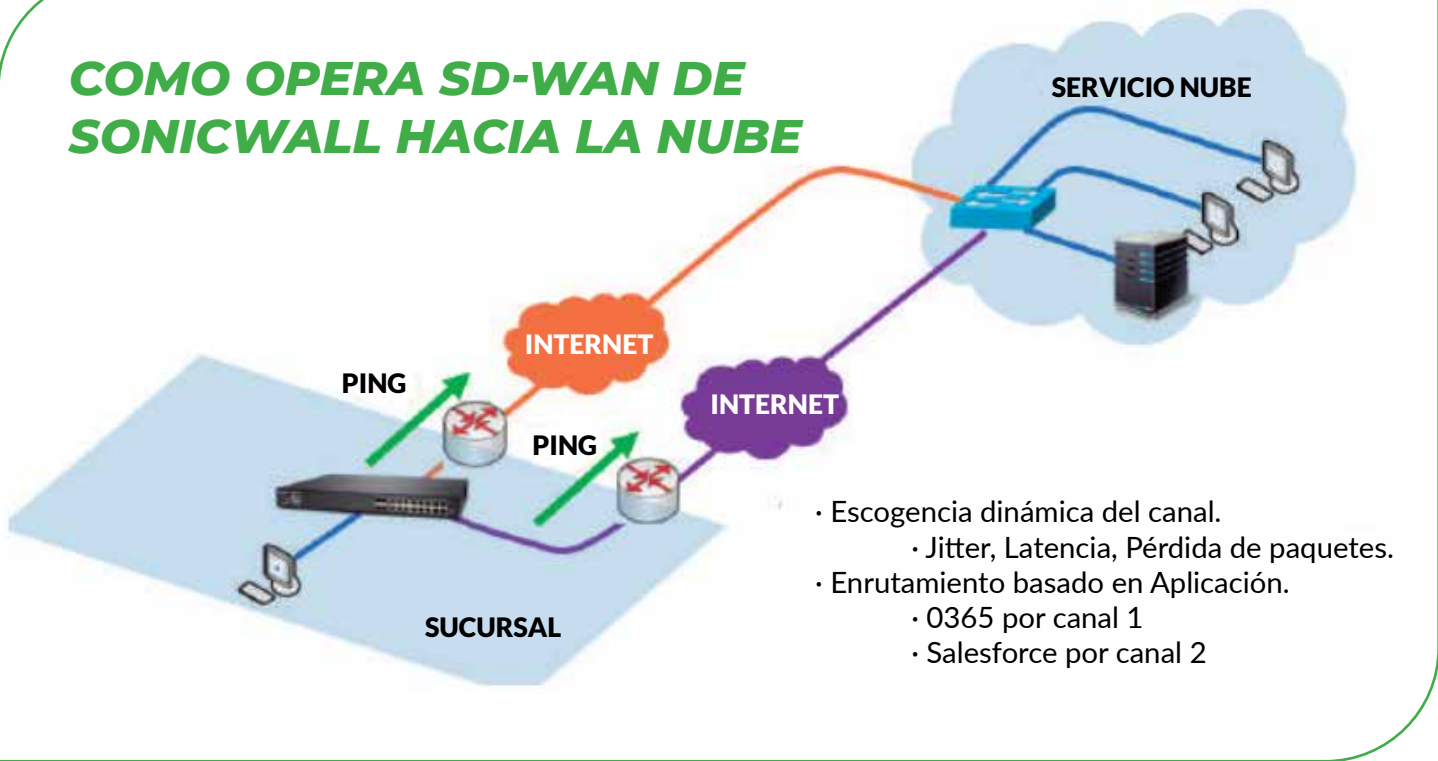 COMO OPERA SD-WAN DE
SONICWALL HACIA LA NUBE
SERVICIO NUBE
INTERNET
PING
INTERNET
PING
SUCURSAL
· Escogencia dinámica del canal.
· Jitter, Latencia, Pérdida de paquetes.
· Enrutamiento basado en Aplicación.
· 0365 por canal 1
· Salesforce por canal 2